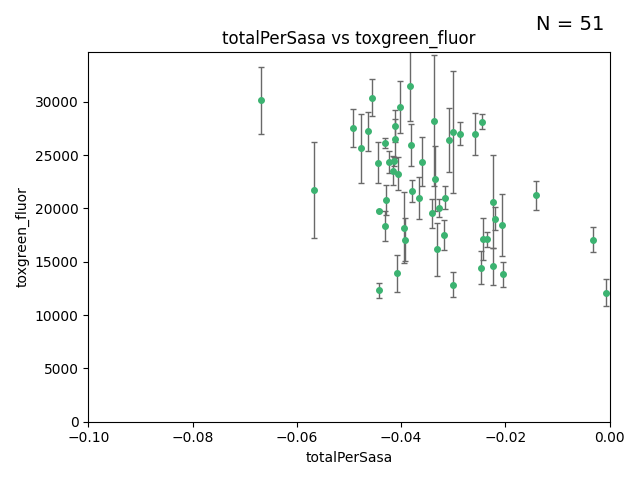 N = 51
totalPerSasa vs toxgreen_fluor
30000
25000
20000
15000
10000
5000
0
toxgreen_fluor
−0.10 −0.08 −0.06 −0.04 −0.02 0.00
totalPerSasa